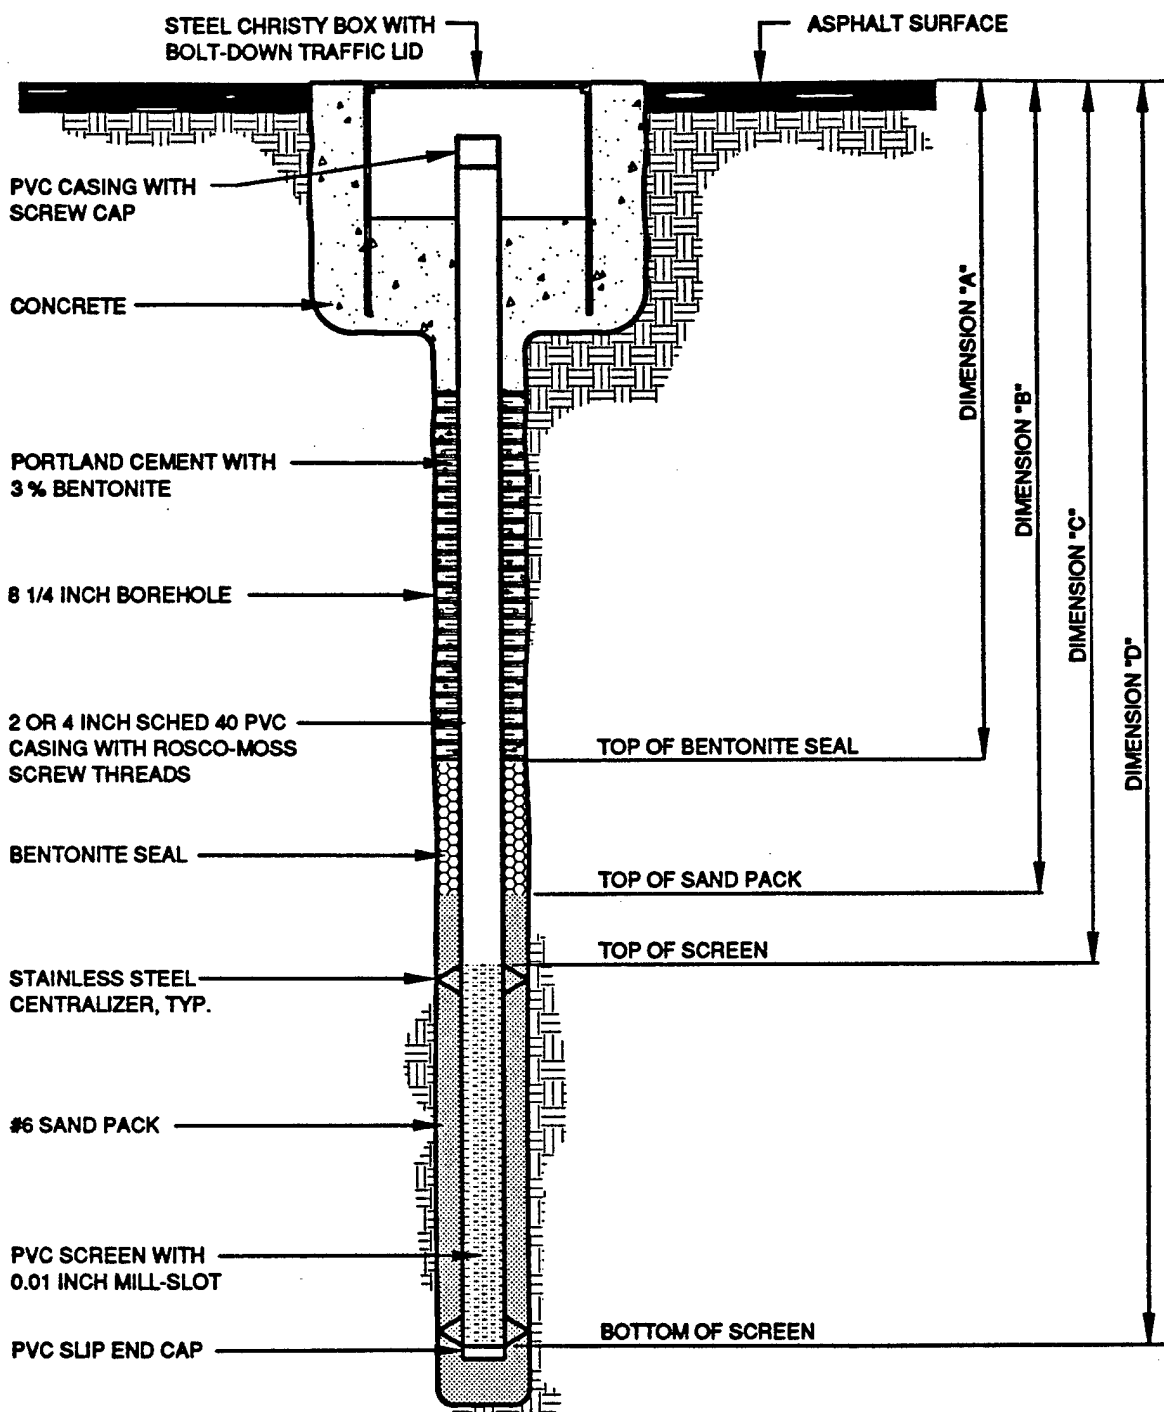 STEEL CHRISTY BOX WITH
BOLT-DOWN TRAFFIC LID
ASPHALT SURFACE
PVC CASING WITH
SCREW CAP
CONCRETE
PORTLAND CEMENT WITH
3 % BENTONITE
8 1/4 INCH BOREHOLE
2 OR 4 INCH SCHED 40 PVC
CASING WITH ROSCO-MOSS
SCREW THREADS
BENTONITE SEAL
STAINLESS STEEL
CENTRALIZER, TYP.
#6 SAND PACK
PVC SCREEN WITH
0.01 INCH MILL-SLOT
PVC SLIP END CAP
TOP OF BENTONITE SEAL
TOP OF SAND PACK
TOP OF SCREEN
BOTTOM OF SCREEN
DIMENSION "A"
DIMENSION "B"
DIMENSION "C"
DIMENSION "D"